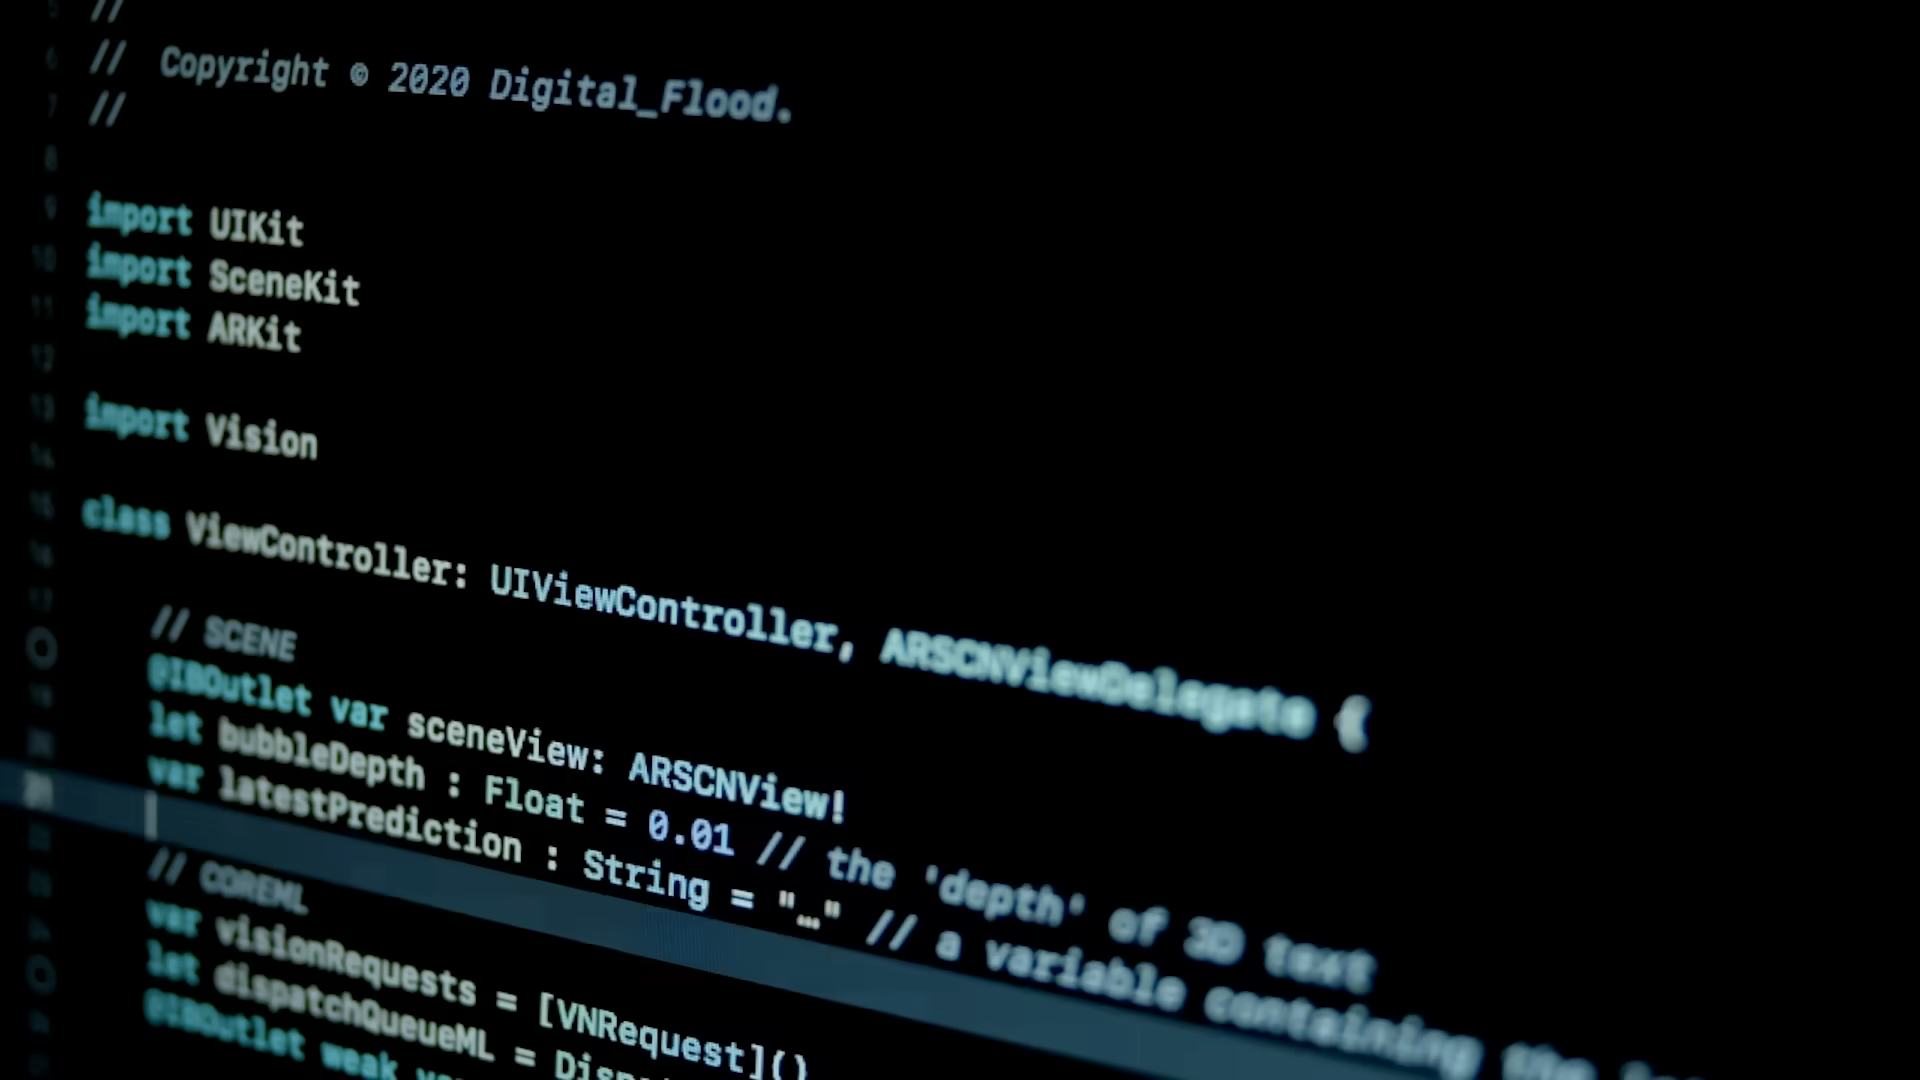 //
// Copyright © 2020 Digital_Flood.
//
import UIKit
import SceneKit
import ARKit
import Vision
class ViewController: UIViewController, ARSCNViewDelegate {
// SCENE
@IBOutlet var sceneView: ARSCNView!
let bubbleDepth : Float = 0.01 // the 'depth' of 3D text
var latestPrediction : String = "…" // a variable containing the
// COREML
var visionRequests = [VNRequest]()
let dispatchQueueML =
@IBOutlet weak